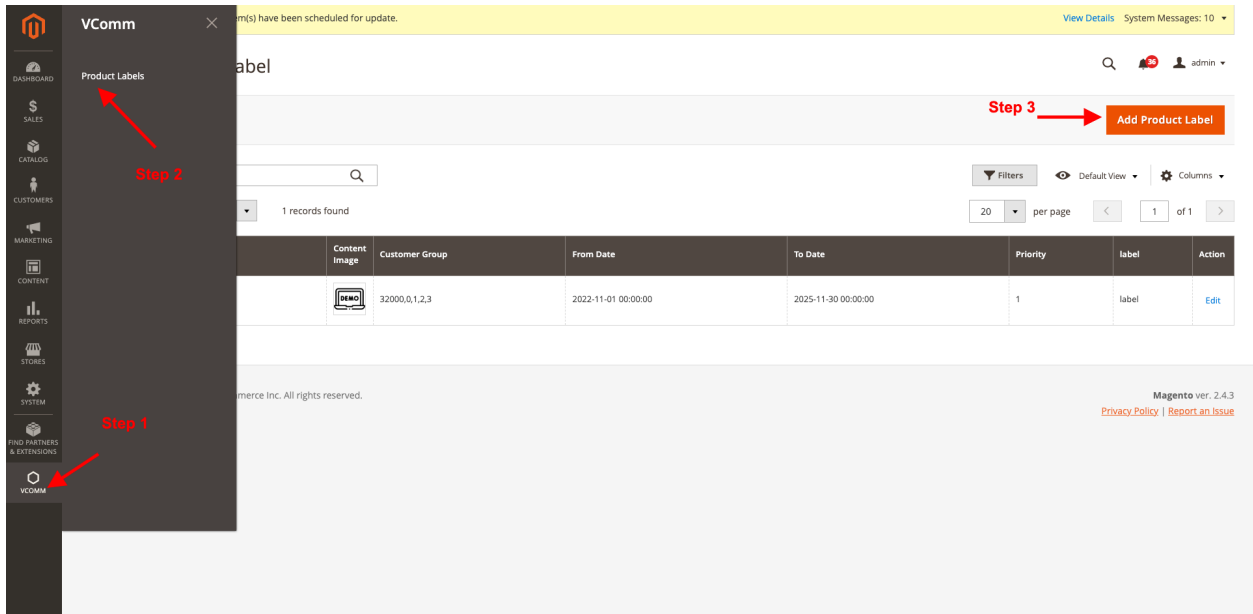 VComm
em(s) have been scheduled for update.
View Details System Messages: 10
Product Labels
abel
36
admin
DASHBOARD
SALES
CATALOG
CUSTOMERS
MARKETING
CONTENT
REPORTS
STORES
SYSTEM
FIND PARTNERS
& EXTENSIONS
VCOMM
Step 1
Step 2
Step 3
Add Product Label
Filters
Default View
Columns
1 records found
20 per page
1 of 1
Content Image Customer Group From Date To Date Priority label Action
DEMO 32000,0,1,2,3 2022-11-01 00:00:00 2025-11-30 00:00:00 1 label Edit
merce Inc. All rights reserved.
Magento ver. 2.4.3
Privacy Policy | Report an Issue